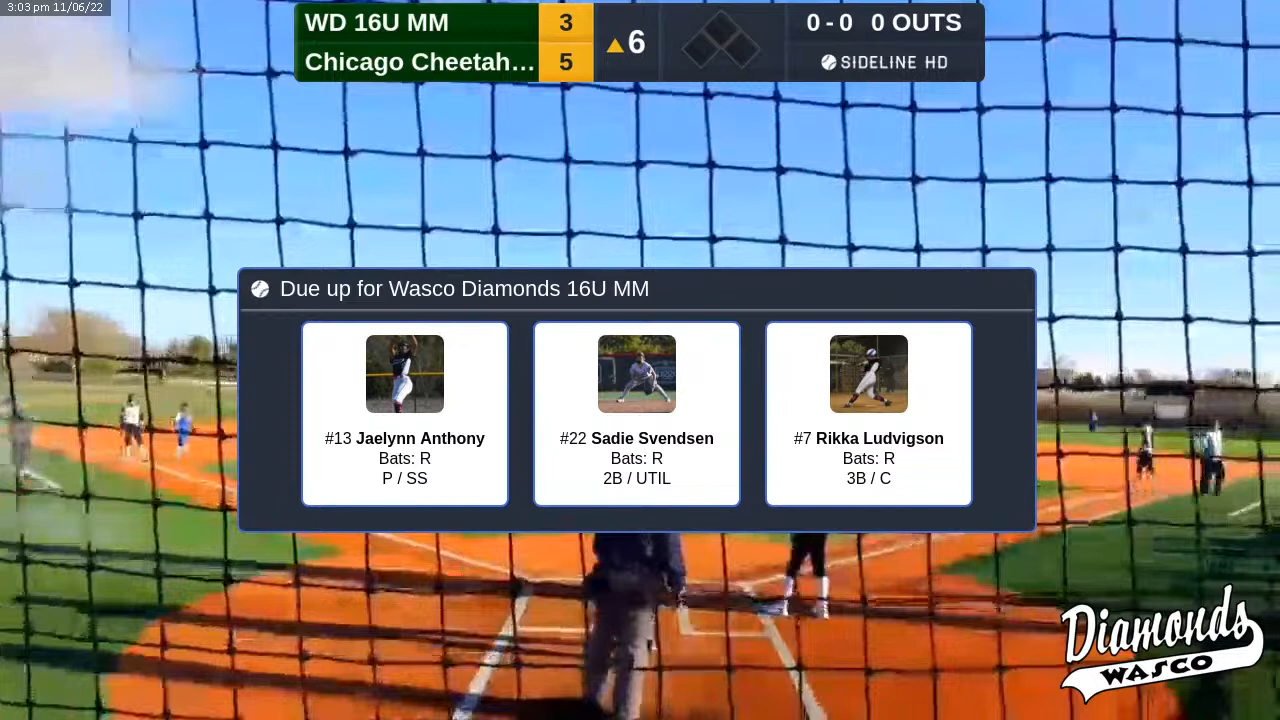 3:03 pm 11/06/22
WD 16U MM 3
Chicago Cheetah… 5
▲6
0 - 0 0 OUTS
SIDELINE HD
Due up for Wasco Diamonds 16U MM
#13 Jaelynn Anthony
Bats: R
P / SS
#22 Sadie Svendsen
Bats: R
2B / UTIL
#7 Rikka Ludvigson
Bats: R
3B / C
Diamonds
WASCO